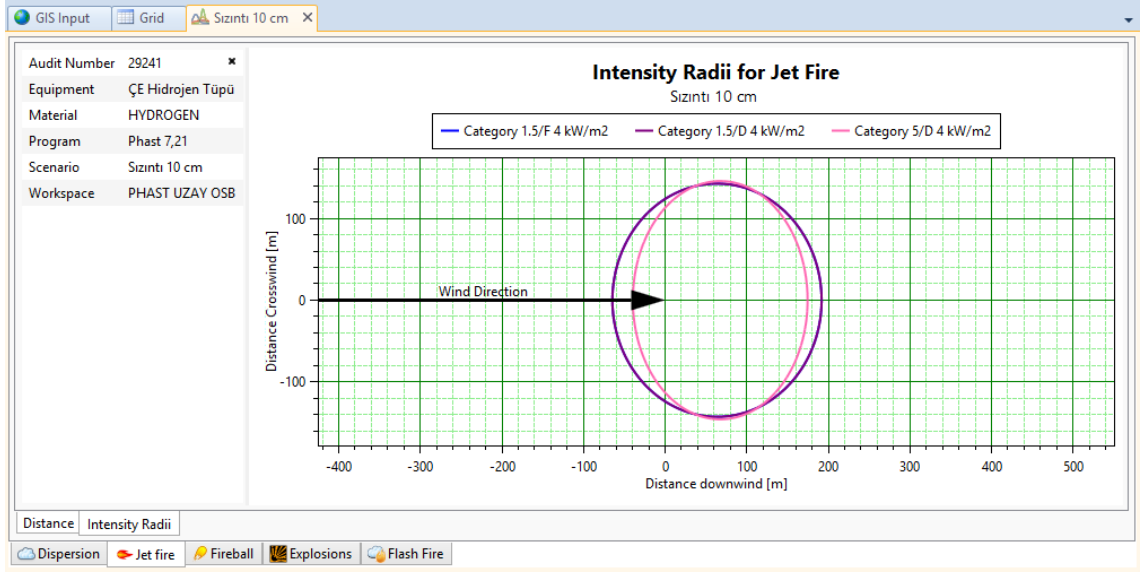 GIS Input Grid Sızıntı 10 cm
Audit Number 29241
Equipment ÇE Hidrojen Tüpü
Material HYDROGEN
Program Phast 7,21
Scenario Sızıntı 10 cm
Workspace PHAST UZAY OSB
Intensity Radii for Jet Fire
Sızıntı 10 cm
Category 1.5/F 4 kW/m2 Category 1.5/D 4 kW/m2 Category 5/D 4 kW/m2
Distance Crosswind [m]
100
0
-100
Wind Direction
-400 -300 -200 -100 0 100 200 300 400 500
Distance downwind [m]
Distance Intensity Radii
Dispersion Jet fire Fireball Explosions Flash Fire